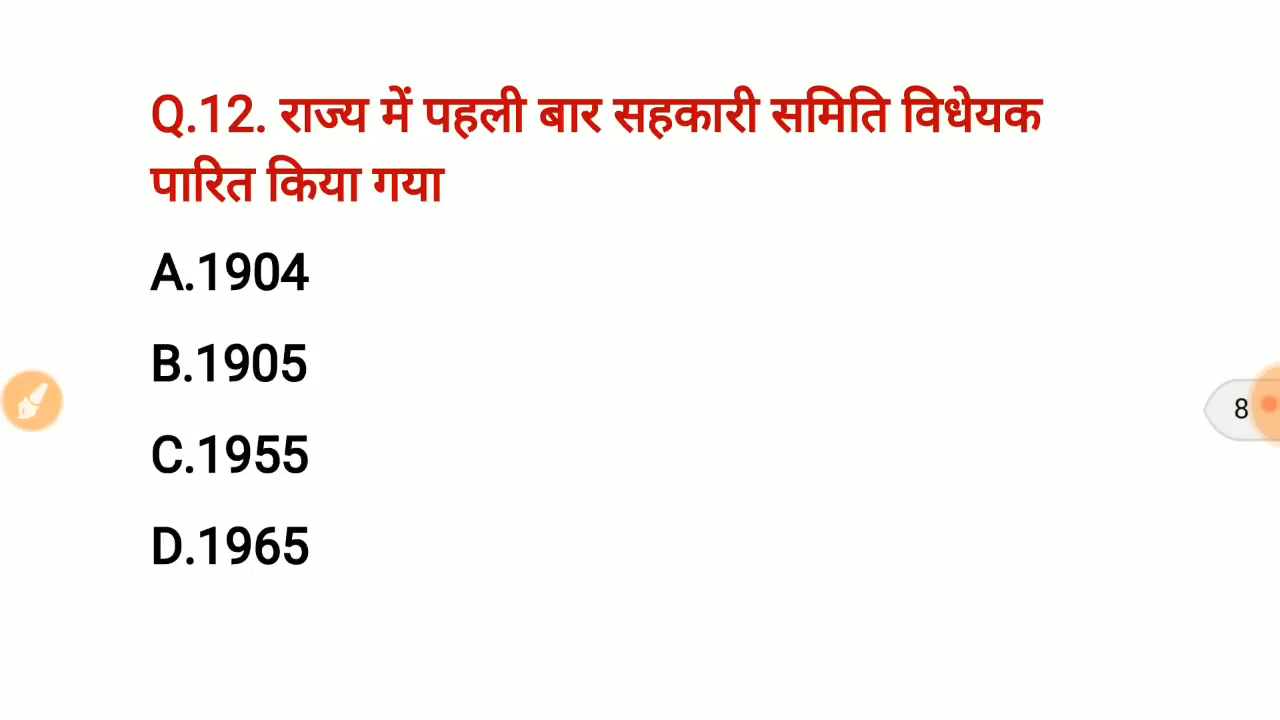 Q.12. राज्य में पहली बार सहकारी समिति विधेयक
पारित किया गया
A.1904
B.1905
C.1955
D.1965
8